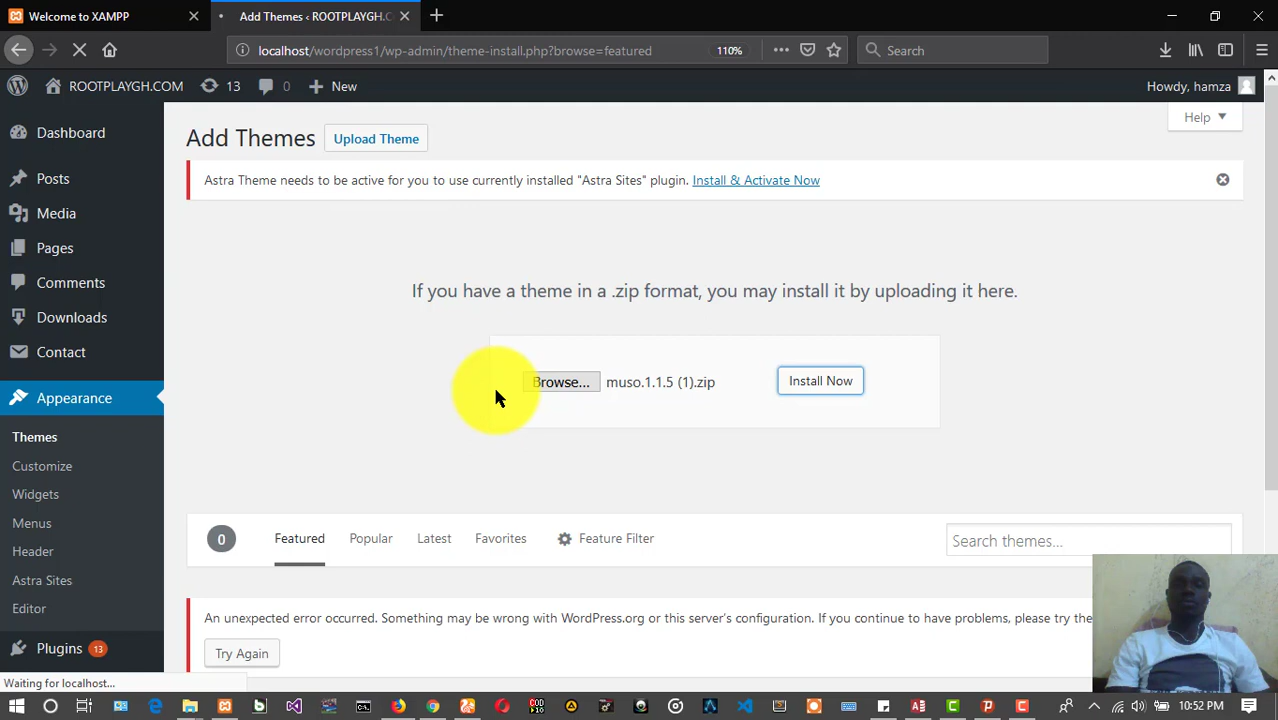 Welcome to XAMPP
Add Themes ‹ ROOTPLAYGH.C
localhost/wordpress1/wp-admin/theme-install.php?browse=featured
110%
Search
ROOTPLAYGH.COM
13
0
New
Howdy, hamza
Dashboard
Posts
Media
Pages
Comments
Downloads
Contact
Appearance
Themes
Customize
Widgets
Menus
Header
Astra Sites
Editor
Plugins 13
Help
Add Themes
Upload Theme
Astra Theme needs to be active for you to use currently installed "Astra Sites" plugin. Install & Activate Now
If you have a theme in a .zip format, you may install it by uploading it here.
Browse... muso.1.1.5 (1).zip
Install Now
0
Featured
Popular
Latest
Favorites
Feature Filter
Search themes...
An unexpected error occurred. Something may be wrong with WordPress.org or this server's configuration. If you continue to have problems, please try the
Try Again
Waiting for localhost...
10:52 PM